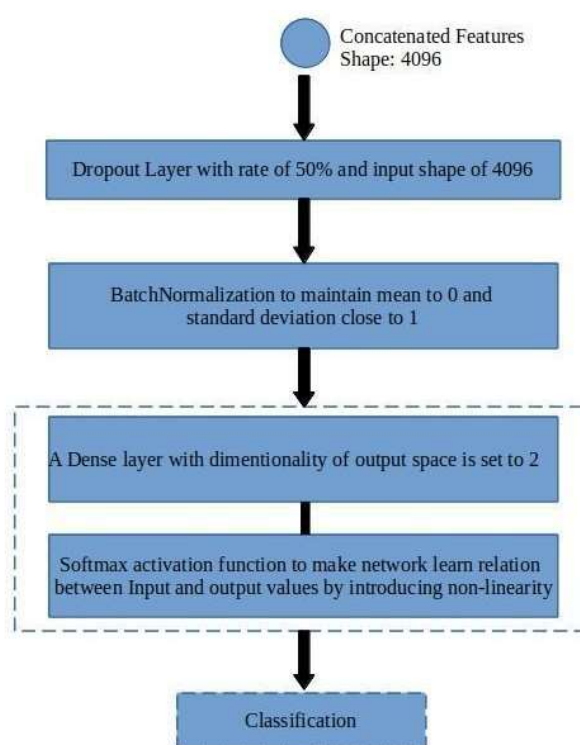 Concatenated Features
Shape: 4096
Dropout Layer with rate of 50% and input shape of 4096
BatchNormalization to maintain mean to 0 and
standard deviation close to 1
A Dense layer with dimentionality of output space is set to 2
Softmax activation function to make network learn relation
between Input and output values by introducing non-linearity
Classification